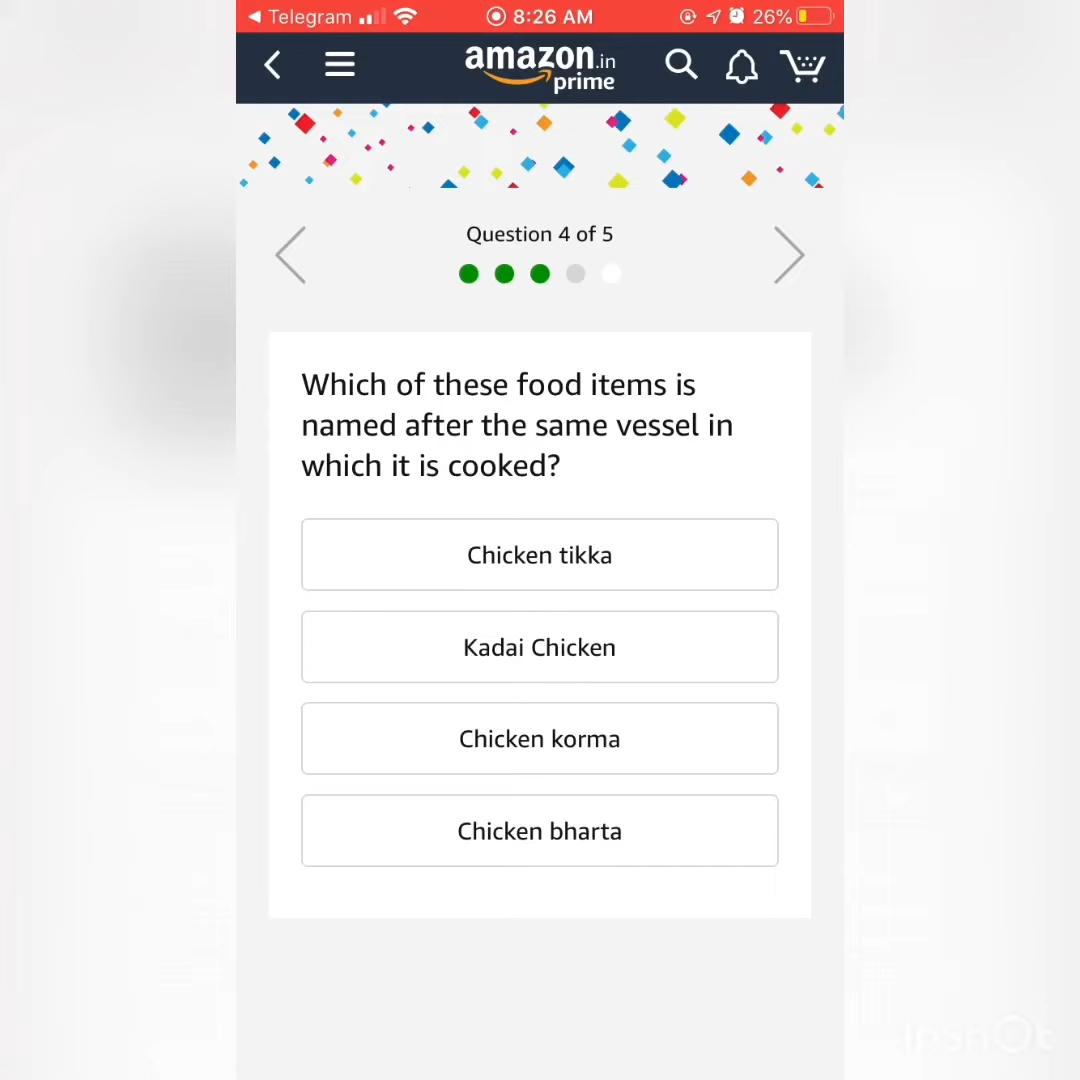 Telegram 8:26 AM 26%
amazon.in
prime
Question 4 of 5
Which of these food items is
named after the same vessel in
which it is cooked?
Chicken tikka
Kadai Chicken
Chicken korma
Chicken bharta